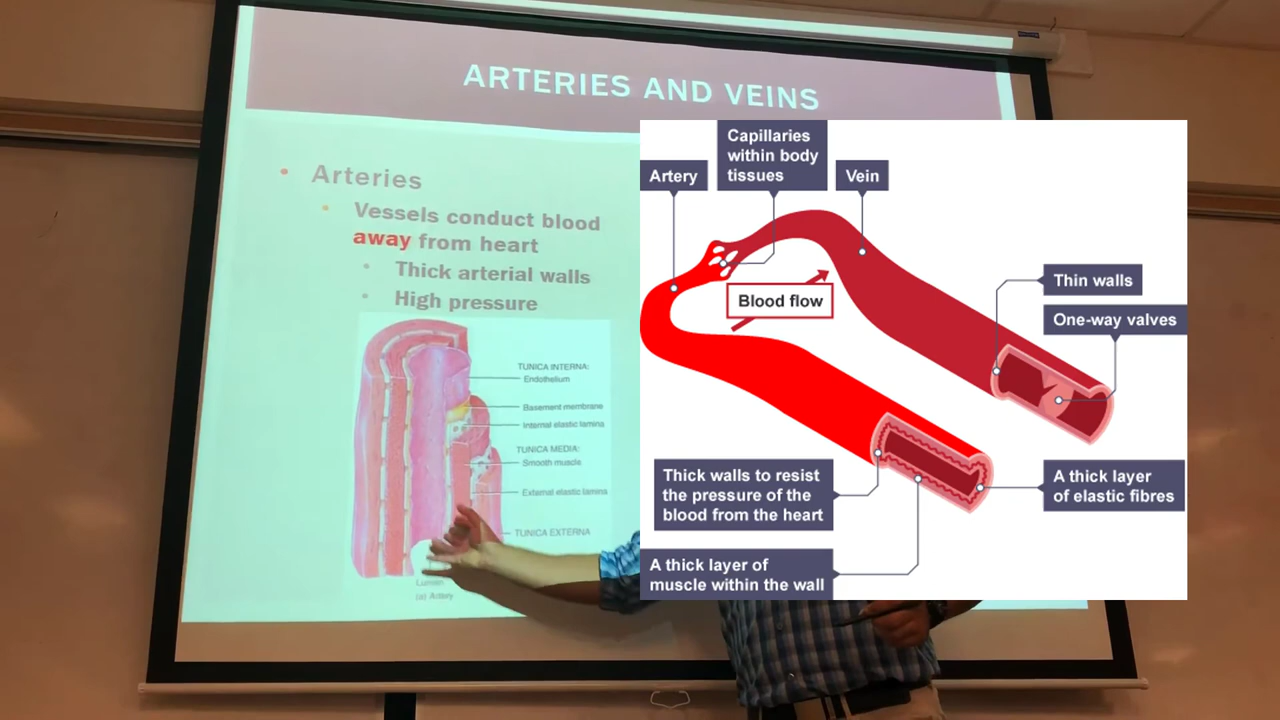 ARTERIES AND VEINS
• Arteries
• Vessels conduct blood
away from heart
• Thick arterial walls
• High pressure
TUNICA INTERNA:
Endothelium
Basement membrane
Internal elastic lamina
TUNICA MEDIA:
Smooth muscle
External elastic lamina
TUNICA EXTERNA
Lumen
(a) Artery
Artery
Capillaries
within body
tissues
Vein
Blood flow
Thin walls
One-way valves
Thick walls to resist
the pressure of the
blood from the heart
A thick layer
of elastic fibres
A thick layer of
muscle within the wall